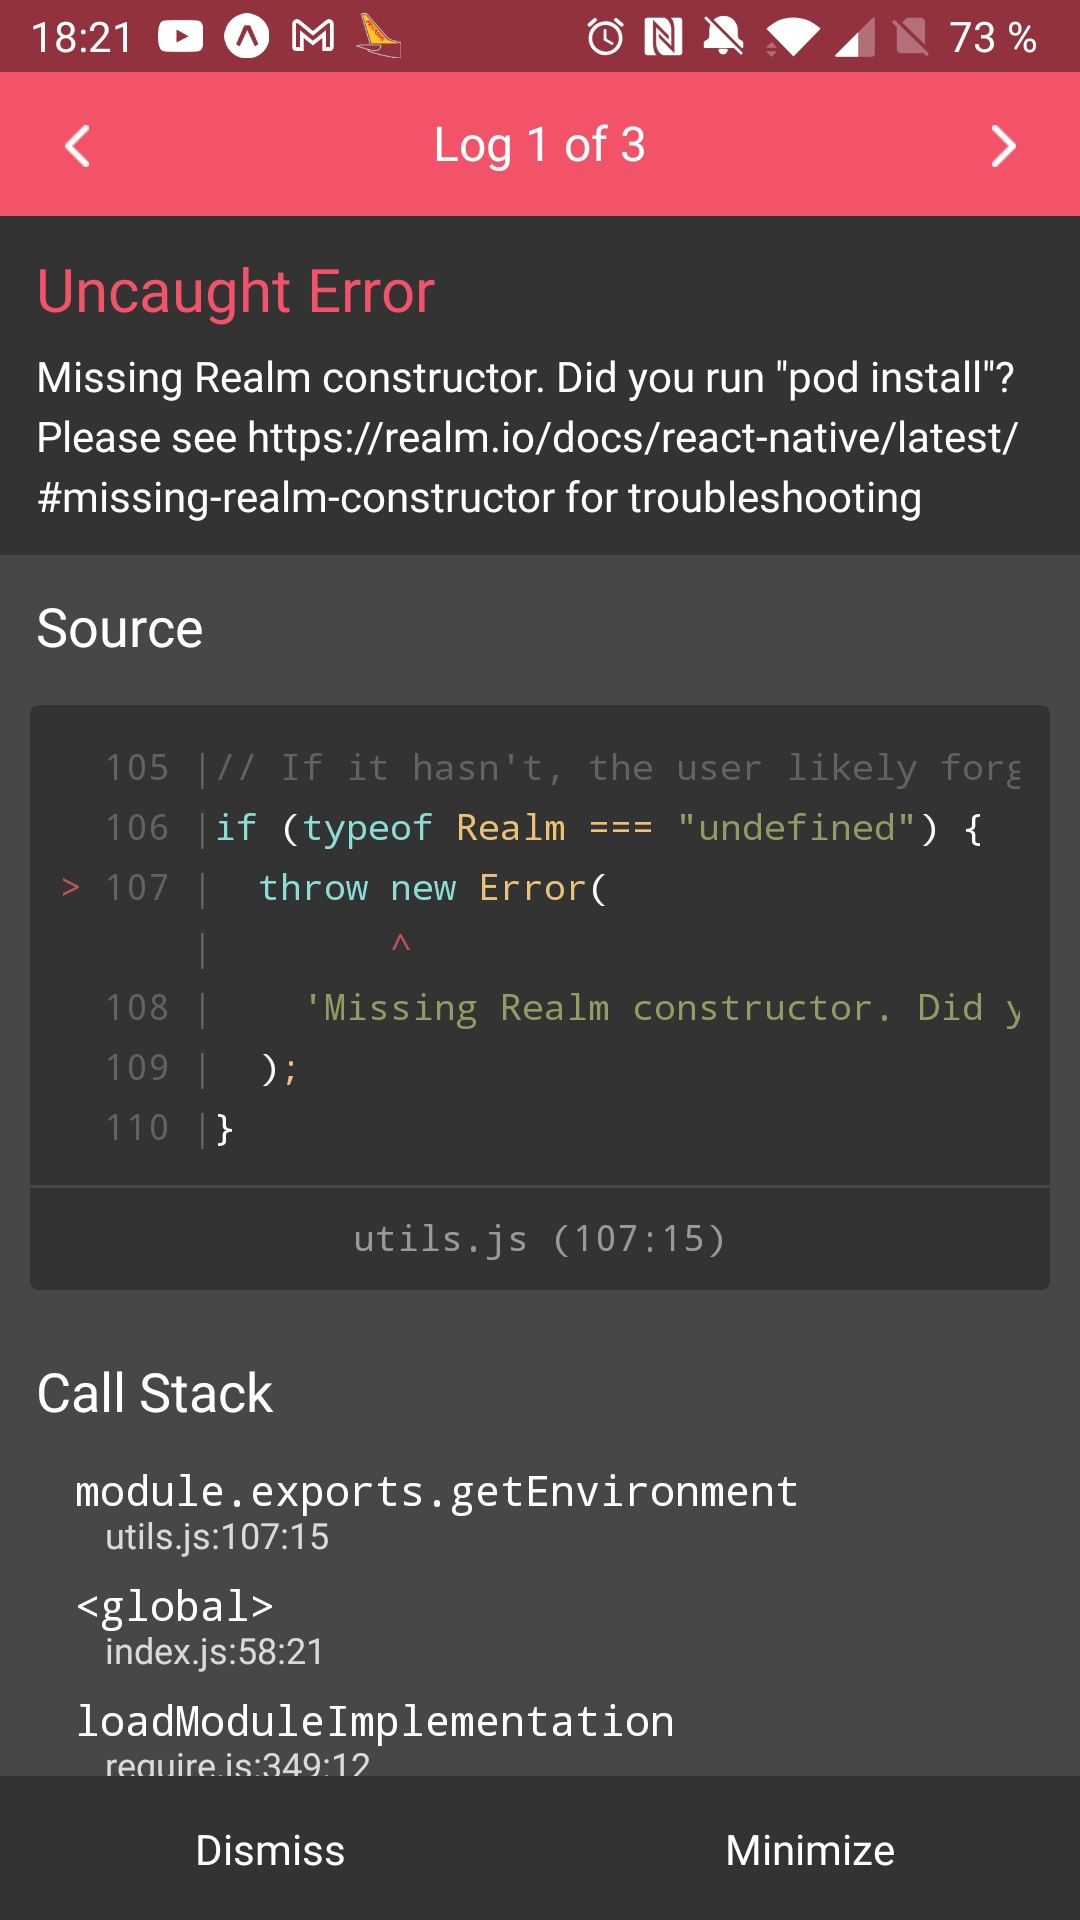 18:21
73 %
Log 1 of 3
Uncaught Error
Missing Realm constructor. Did you run "pod install"?
Please see https://realm.io/docs/react-native/latest/
#missing-realm-constructor for troubleshooting
Source
105 |// If it hasn't, the user likely forg
106 |if (typeof Realm === "undefined") {
> 107 |  throw new Error(
|        ^
108 |    'Missing Realm constructor. Did y
109 |  );
110 |}
utils.js (107:15)
Call Stack
module.exports.getEnvironment
utils.js:107:15
<global>
index.js:58:21
loadModuleImplementation
require.js:349:12
Dismiss Minimize